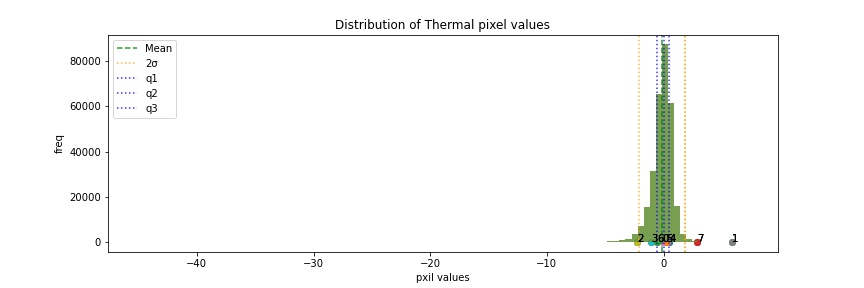 Distribution of Thermal pixel values
Mean
2σ
q1
q2
q3
freq
80000
60000
40000
20000
0
2
7
1
−40
−30
−20
−10
0
pxil values